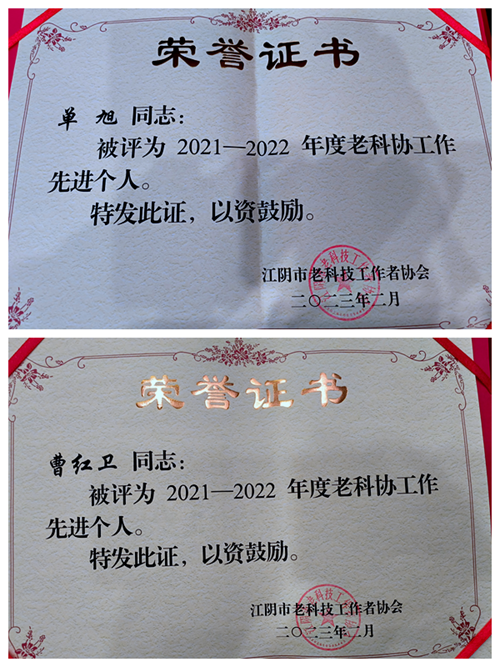 荣誉证书
单旭 同志：
被评为 2021—2022 年度老科协工作
先进个人。
特发此证，以资鼓励。
江阴市老科技工作者协会
二〇二三年二月
荣誉证书
曹红卫 同志：
被评为 2021—2022 年度老科协工作
先进个人。
特发此证，以资鼓励。
江阴市老科技工作者协会
二〇二三年二月